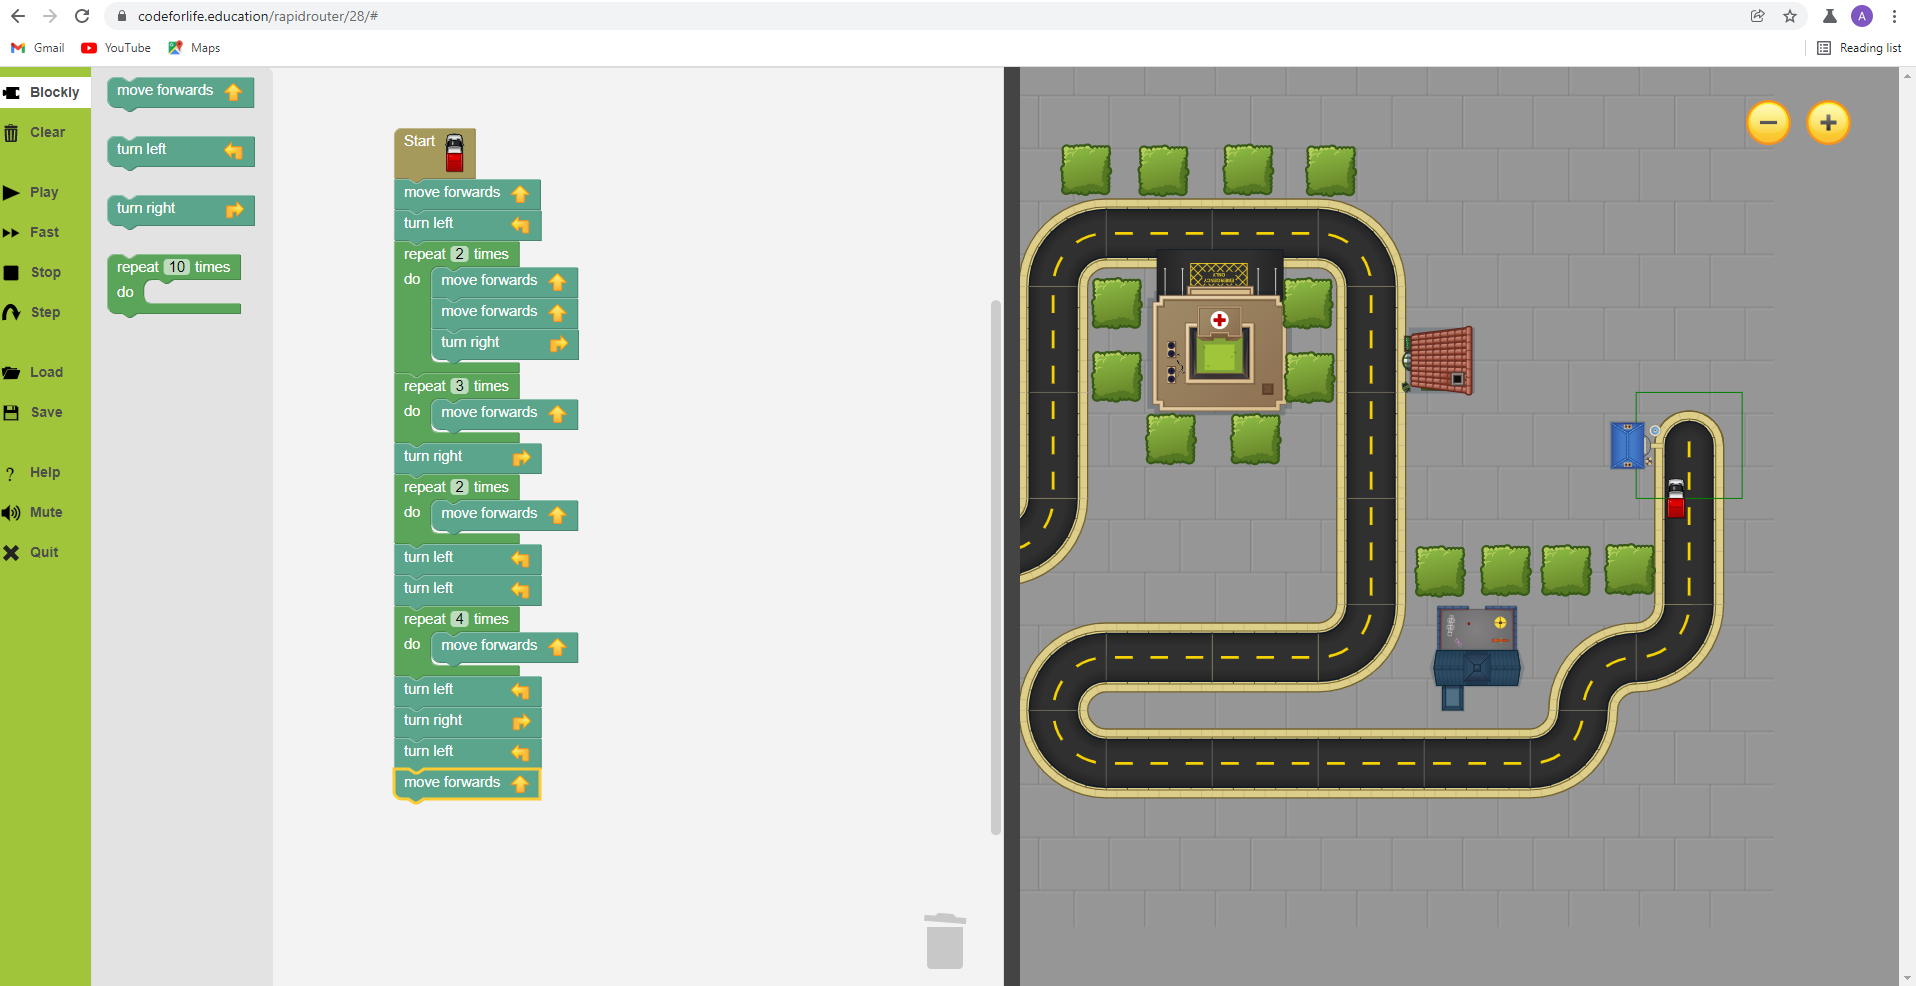 codeforlife.education/rapidrouter/28/#
A
Gmail YouTube Maps
Reading list
Blockly
Clear
Play
Fast
Stop
Step
Load
Save
? Help
Mute
Quit
move forwards
turn left
turn right
repeat 10 times
do
Start
move forwards
turn left
repeat 2 times
do move forwards
move forwards
turn right
repeat 3 times
do move forwards
turn right
repeat 2 times
do move forwards
turn left
turn left
repeat 4 times
do move forwards
turn left
turn right
turn left
move forwards
EMERGENCY
ONLY